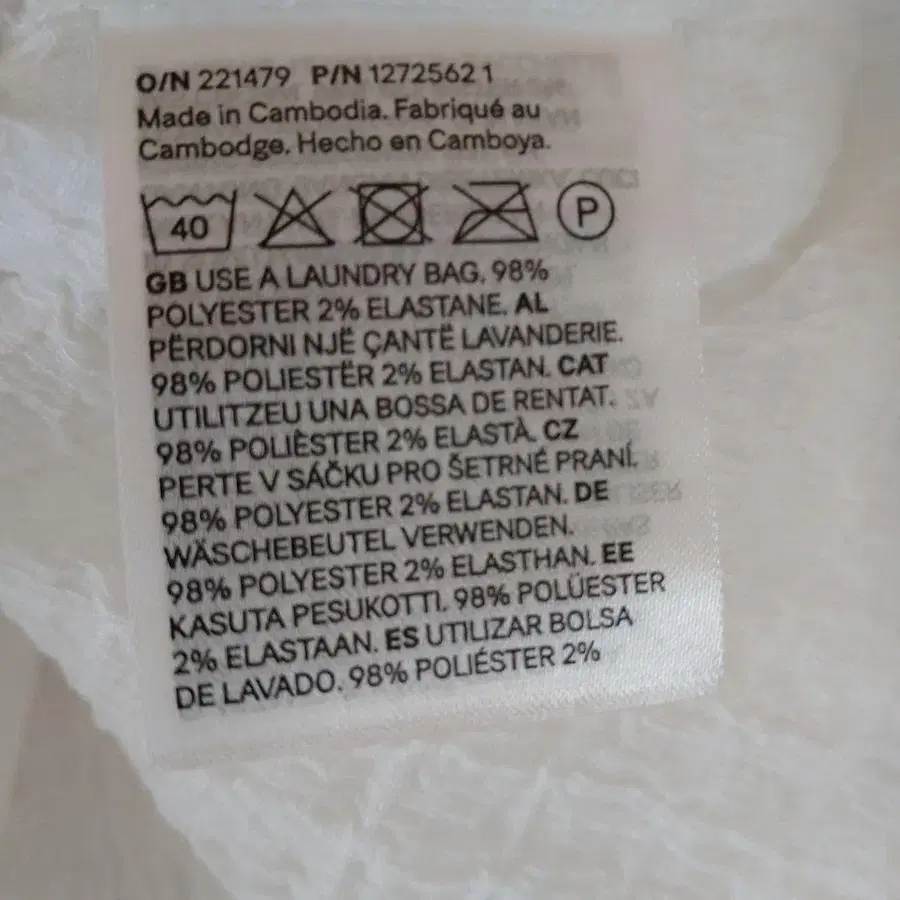 O/N 221479 P/N 1272562 1
Made in Cambodia. Fabriqué au
Cambodge. Hecho en Camboya.
40 P
GB USE A LAUNDRY BAG. 98%
POLYESTER 2% ELASTANE. AL
PËRDORNI NJË ÇANTË LAVANDERIE.
98% POLIESTËR 2% ELASTAN. CAT
UTILITZEU UNA BOSSA DE RENTAT.
98% POLIÈSTER 2% ELASTÀ. CZ
PERTE V SÁČKU PRO ŠETRNÉ PRANÍ.
98% POLYESTER 2% ELASTAN. DE
WÄSCHEBEUTEL VERWENDEN.
98% POLYESTER 2% ELASTHAN. EE
KASUTA PESUKOTTI. 98% POLÜESTER
2% ELASTAAN. ES UTILIZAR BOLSA
DE LAVADO. 98% POLIÉSTER 2%